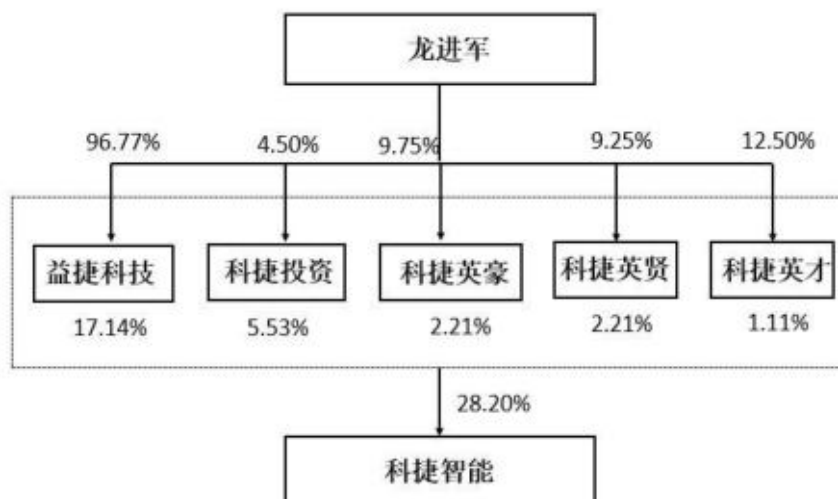 龙进军
96.77% 4.50% 9.75% 9.25% 12.50%
益捷科技 科捷投资 科捷英豪 科捷英贤 科捷英才
17.14% 5.53% 2.21% 2.21% 1.11%
28.20%
科捷智能